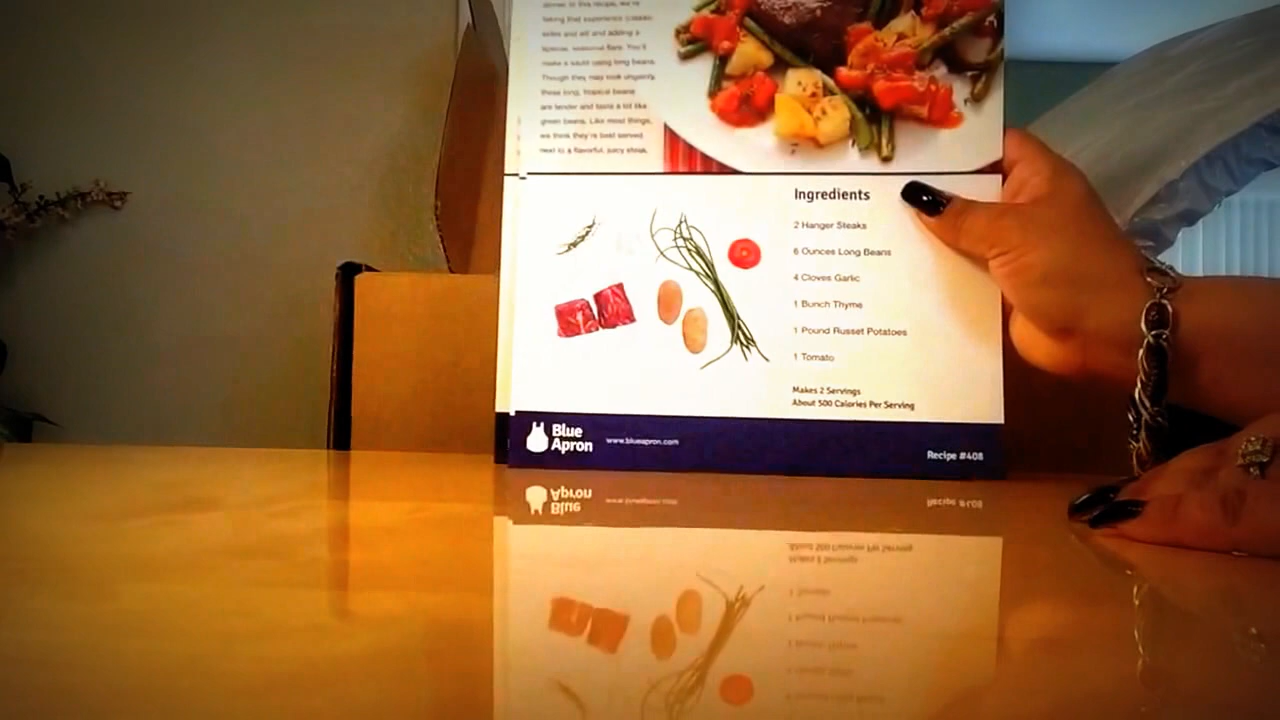 dinner. In this recipe, we're
taking that experience (classic
sides and all) and adding a
special, seasonal flare. You'll
make a sauté using long beans.
Though they may look ungainly,
these long, tropical beans
are tender and taste a lot like
green beans. Like most things,
we think they're best served
next to a flavorful, juicy steak.
Ingredients
2 Hanger Steaks
6 Ounces Long Beans
4 Cloves Garlic
1 Bunch Thyme
1 Pound Russet Potatoes
1 Tomato
Makes 2 Servings
About 500 Calories Per Serving
Blue
Apron
www.blueapron.com
Recipe #408